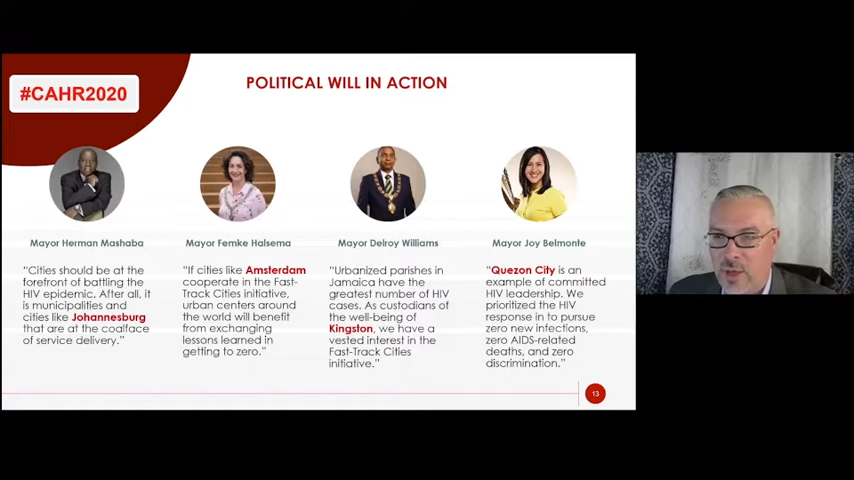 #CAHR2020
POLITICAL WILL IN ACTION
Mayor Herman Mashaba
"Cities should be at the
forefront of battling the
HIV epidemic. After all, it
is municipalities and
cities like Johannesburg
that are at the coalface
of service delivery."
Mayor Femke Halsema
"If cities like Amsterdam
cooperate in the Fast-
Track Cities initiative,
urban centers around
the world will benefit
from exchanging
lessons learned in
getting to zero."
Mayor Delroy Williams
"Urbanized parishes in
Jamaica have the
greatest number of HIV
cases. As custodians of
the well-being of
Kingston, we have a
vested interest in the
Fast-Track Cities
initiative."
Mayor Joy Belmonte
"Quezon City is an
example of committed
HIV leadership. We
prioritized the HIV
response in to pursue
zero new infections,
zero AIDS-related
deaths, and zero
discrimination."
13